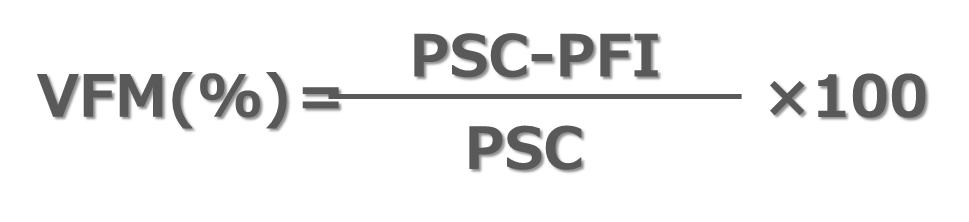 PSC-PFI
VFM(%)= ×100
PSC